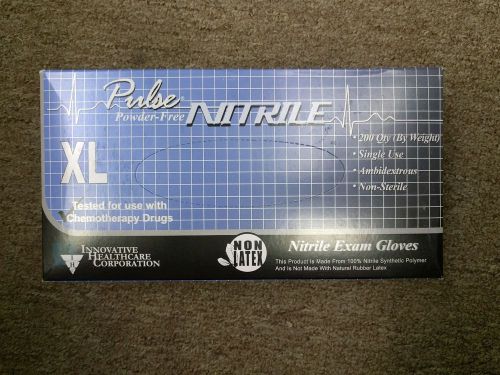 Pulse® NITRILE
Powder-Free
XL
• 200 Qty (By Weight)
• Single Use
• Ambidextrous
• Non-Sterile
Tested for use with
Chemotherapy Drugs
INNOVATIVE
HEALTHCARE
CORPORATION
NON
LATEX
Nitrile Exam Gloves
This Product Is Made From 100% Nitrile Synthetic Polymer
And Is Not Made With Natural Rubber Latex